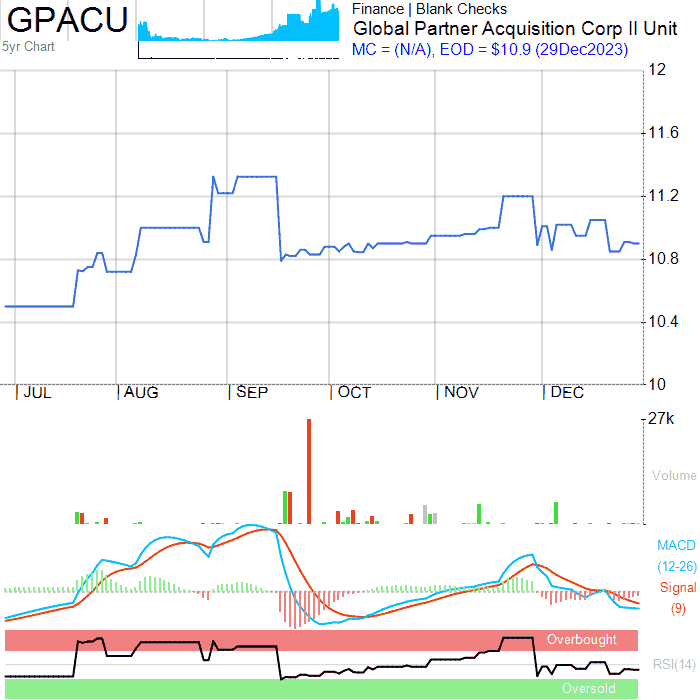 GPACU
5yr Chart
Finance | Blank Checks
Global Partner Acquisition Corp II Unit
MC = (N/A), EOD = $10.9 (29Dec2023)
12
11.6
11.2
10.8
10.4
10
JUL AUG SEP OCT NOV DEC
27k
Volume
MACD
(12-26)
Signal
(9)
Overbought
RSI(14)
Oversold